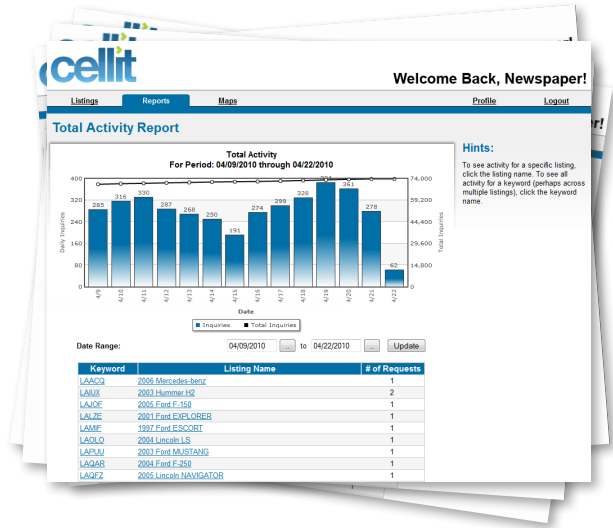 cellit
Welcome Back, Newspaper!
Listings Reports Maps Profile Logout
Total Activity Report
Hints:
To see activity for a specific listing,
click the listing name. To see all
activity for a keyword (perhaps across
multiple listings), click the keyword
name.
Total Activity
For Period: 04/09/2010 through 04/22/2010
400 74,000
320 59,200
240 44,400
160 29,600
80 14,800
0 0
Daily Inquiries
Total Inquiries
285 316 330 287 268 250 191 274 299 328 361 278 62
4/9 4/10 4/11 4/12 4/13 4/14 4/15 4/16 4/17 4/18 4/19 4/20 4/21 4/22
Date
Inquiries Total Inquiries
Date Range: 04/09/2010 .. to 04/22/2010 .. Update
Keyword Listing Name # of Requests
LAACQ 2006 Mercedes-benz 1
LAIUX 2003 Hummer H2 2
LAJOF 2005 Ford F-150 1
LALZE 2001 Ford EXPLORER 1
LAMIF 1997 Ford ESCORT 1
LAOLO 2004 Lincoln LS 1
LAPUU 2003 Ford MUSTANG 1
LAQAR 2004 Ford F-250 1
LAQFZ 2005 Lincoln NAVIGATOR 1